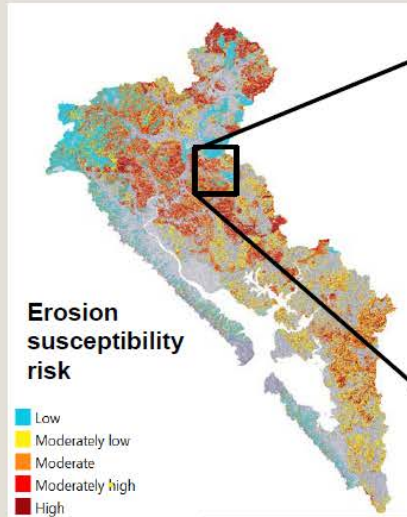 Erosion
susceptibility
risk
Low
Moderately low
Moderate
Moderately high
High